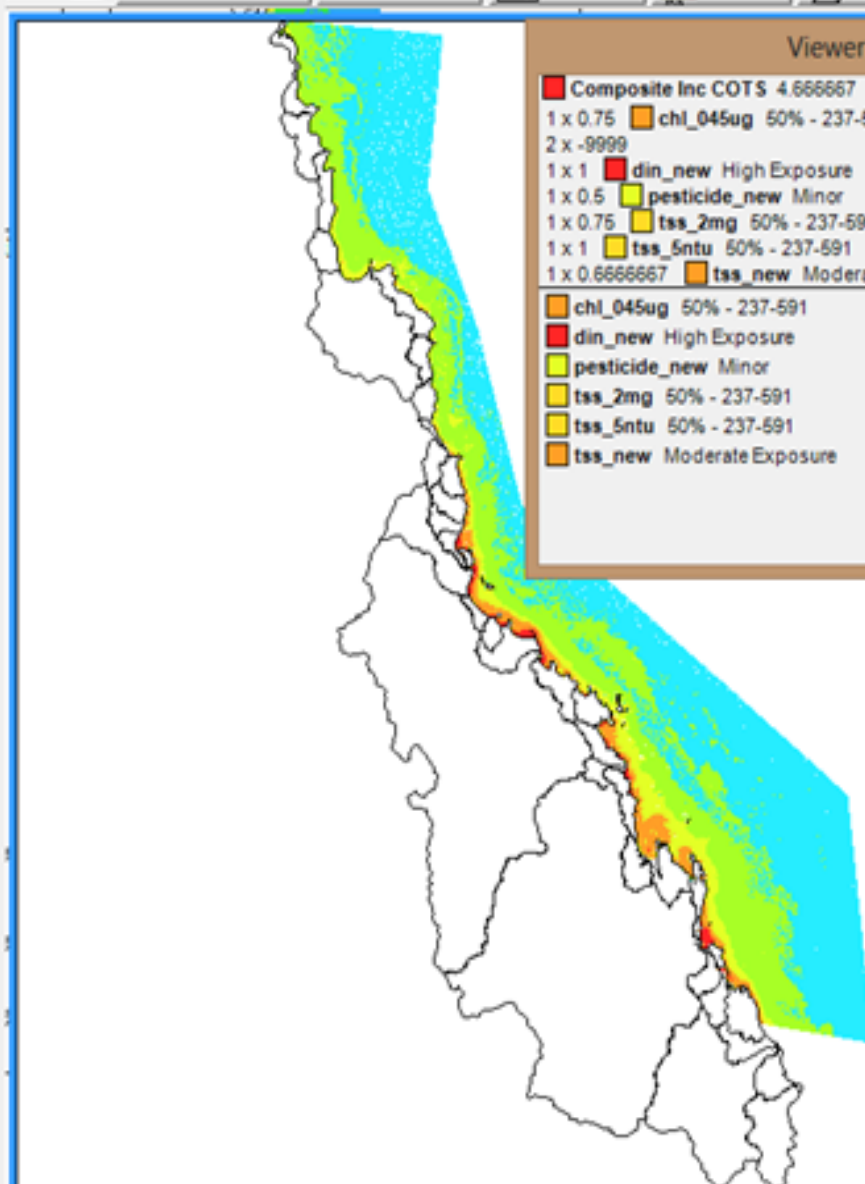 Viewer
Composite Inc COTS 4.666667
1 x 0.75 chl_045ug 50% - 237-5
2 x -9999
1 x 1 din_new High Exposure
1 x 0.5 pesticide_new Minor
1 x 0.75 tss_2mg 50% - 237-59
1 x 1 tss_5ntu 50% - 237-591
1 x 0.6666667 tss_new Modera
chl_045ug 50% - 237-591
din_new High Exposure
pesticide_new Minor
tss_2mg 50% - 237-591
tss_5ntu 50% - 237-591
tss_new Moderate Exposure